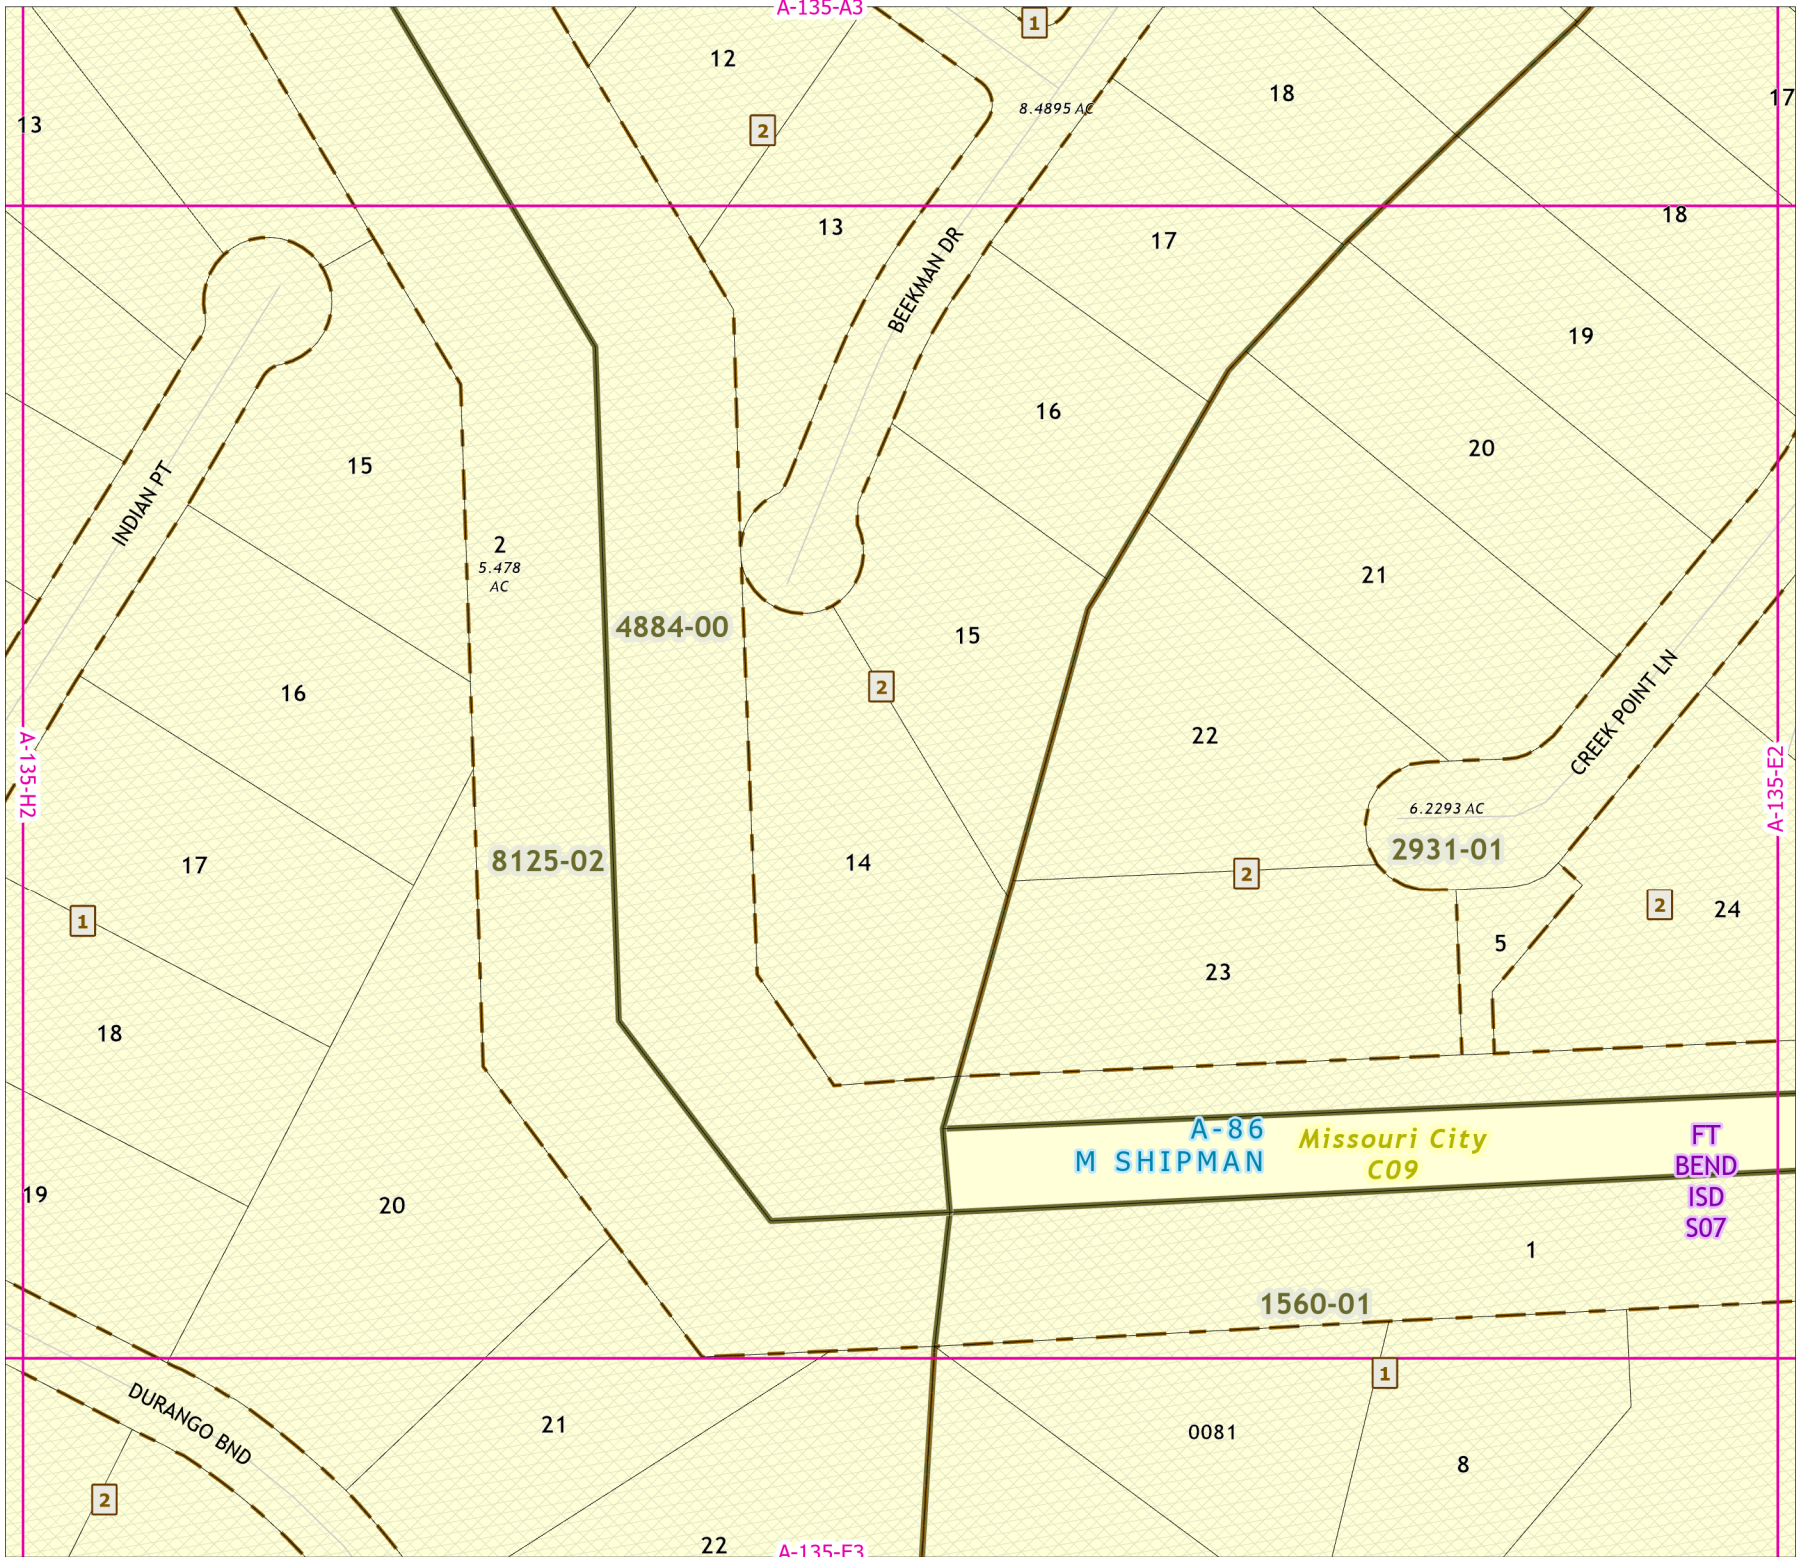 A-135-A3
1
12
18
17
8.4895 AC
13
2
18
13
17
BEEKMAN DR
19
16
20
15
INDIAN PT
2
5.478
AC
21
4884-00
15
2
16
CREEK POINT LN
22
A-135-H2
A-135-E2
6.2293 AC
2931-01
8125-02
14
17
2
2
24
1
5
23
18
A-86
M SHIPMAN
Missouri City
C09
FT
BEND
ISD
S07
19
20
1
1560-01
1
DURANGO BND
21
0081
8
2
22
A-135-E3